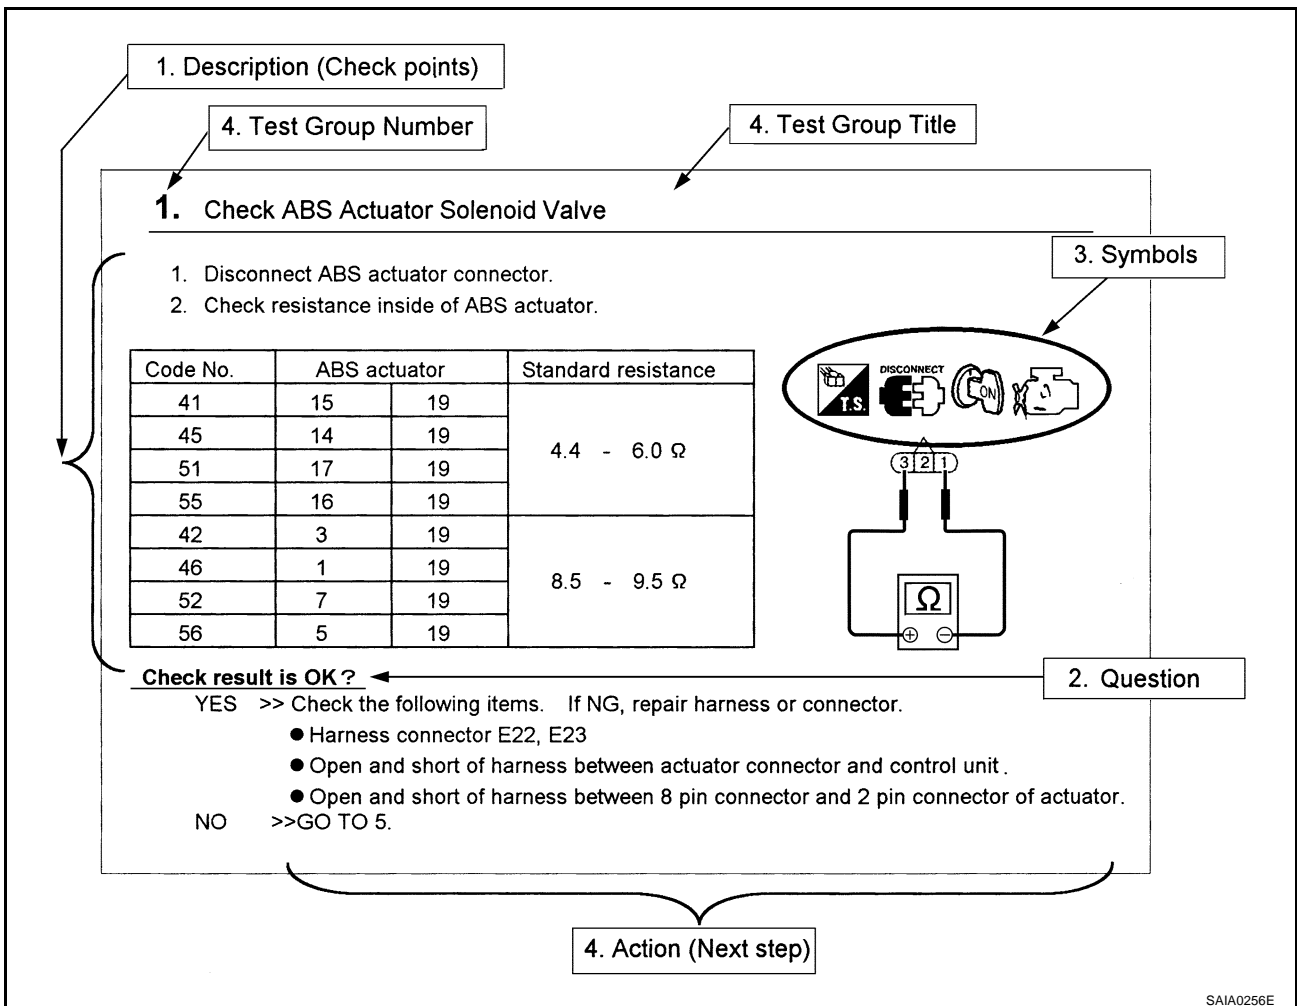 1. Description (Check points)
4. Test Group Number
4. Test Group Title
1. Check ABS Actuator Solenoid Valve
3. Symbols
1. Disconnect ABS actuator connector.
2. Check resistance inside of ABS actuator.
Code No. ABS actuator Standard resistance
41 15 19
45 14 19
4.4 - 6.0 Ω
51 17 19
55 16 19
42 3 19
46 1 19
8.5 - 9.5 Ω
52 7 19
56 5 19
T.S.
DISCONNECT
ON
3 2 1
Ω
+ −
Check result is OK?
2. Question
YES >> Check the following items. If NG, repair harness or connector.
● Harness connector E22, E23
● Open and short of harness between actuator connector and control unit.
● Open and short of harness between 8 pin connector and 2 pin connector of actuator.
NO >>GO TO 5.
4. Action (Next step)
SAIA0256E